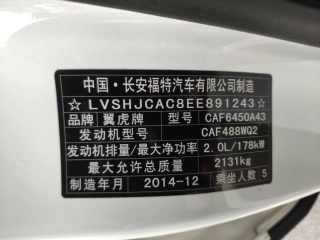 中国·长安福特汽车有限公司制造
☆LVSHJCAC8EE891243☆
品牌 翼虎牌 型号 CAF6450A43
发动机型号 CAF488WQ2
发动机排量/最大净功率 2.0L/178kW
最大允许总质量 2131kg
制造年月 2014-12 乘坐人数 5